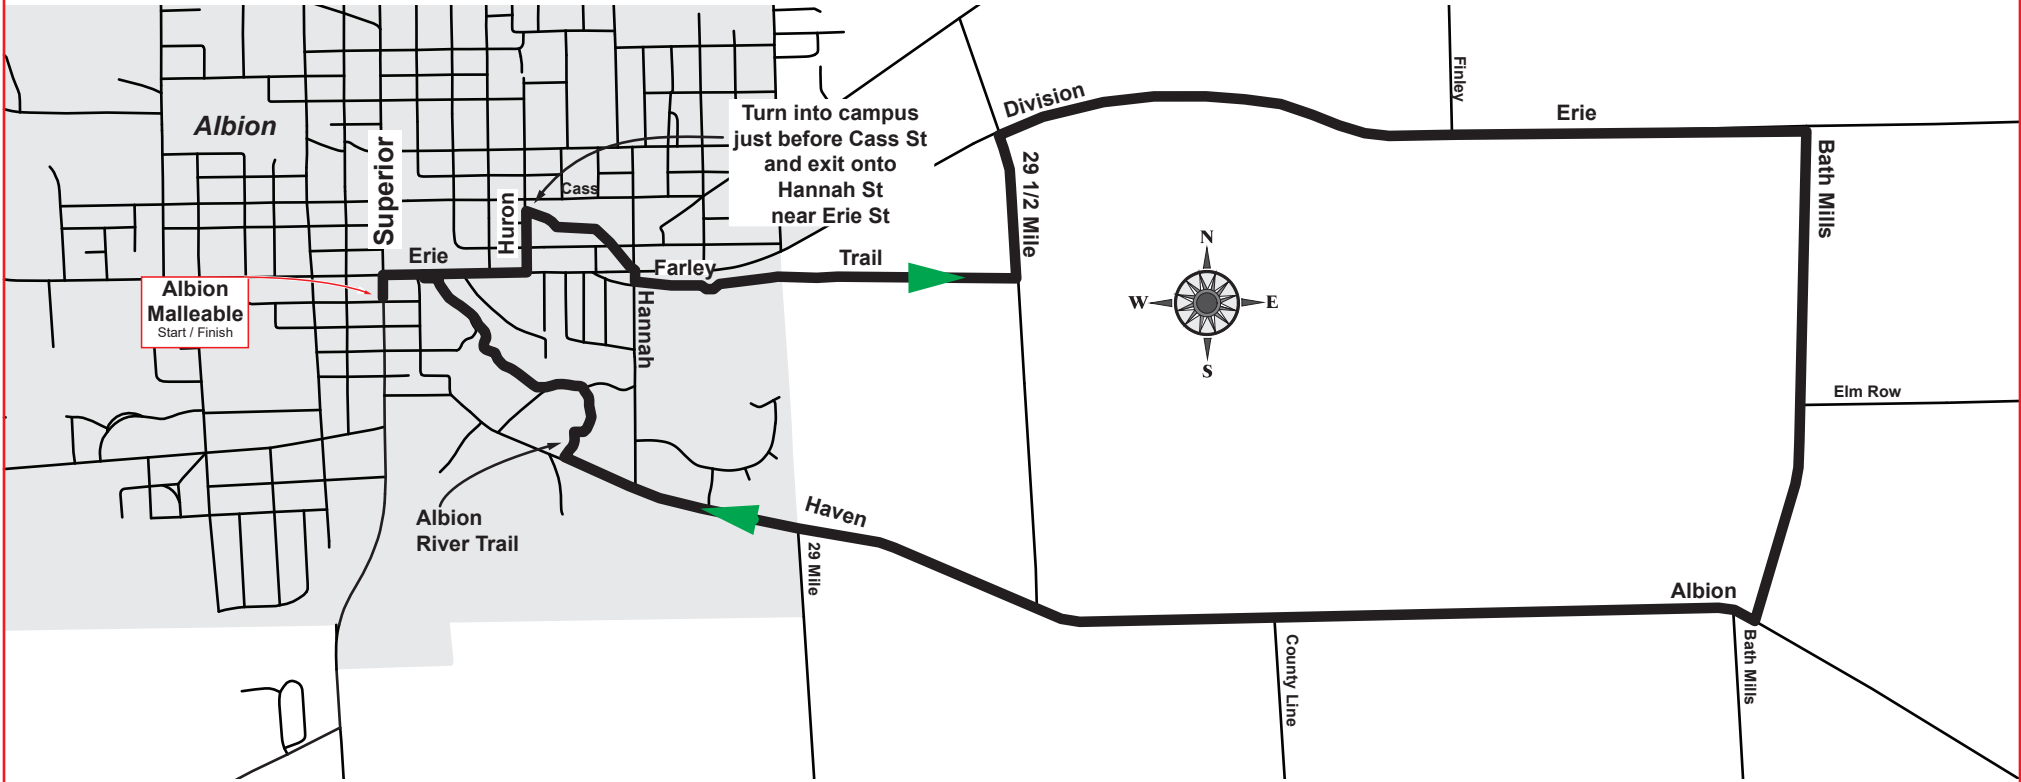 Albion
Superior
Huron
Cass
Turn into campus
just before Cass St
and exit onto
Hannah St
near Erie St
Division
Finley
Erie
Bath Mills
29 1/2 Mile
Erie
Farley
Trail
Hannah
Albion
Malleable
Start / Finish
N
W
E
S
Elm Row
Albion
River Trail
Haven
29 Mile
Albion
County Line
Bath Mills